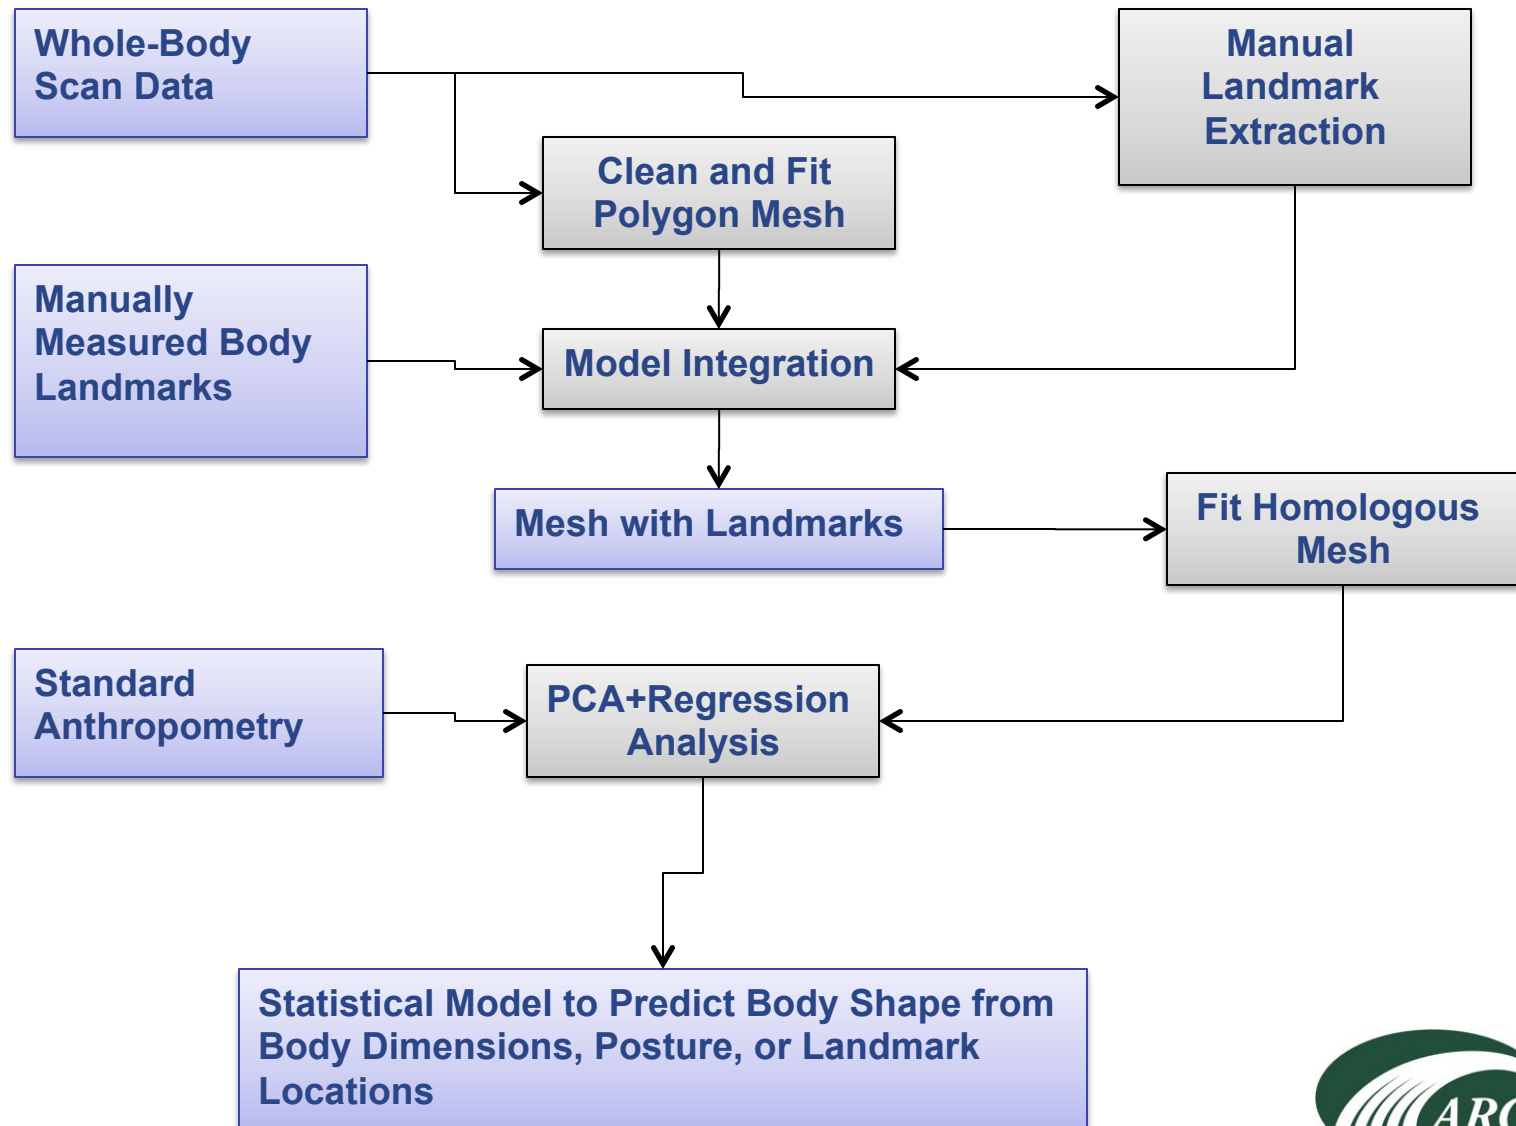 Whole-Body
Scan Data
Manual
Landmark
Extraction
Clean and Fit
Polygon Mesh
Manually
Measured Body
Landmarks
Model Integration
Mesh with Landmarks
Fit Homologous
Mesh
Standard
Anthropometry
PCA+Regression
Analysis
Statistical Model to Predict Body Shape from
Body Dimensions, Posture, or Landmark
Locations
ARC